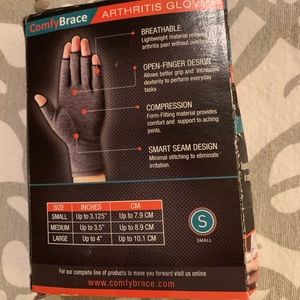 ComfyBrace ARTHRITIS GLOVE
BREATHABLE
Lightweight material relieves
arthritis pain without
OPEN-FINGER DESIGN
Allows better grip and increased
dexterity to perform everyday
tasks
COMPRESSION
Form-Fitting material provides
comfort and support to aching
joints.
SMART SEAM DESIGN
Minimal stitching to eliminate
irritation.
SIZE INCHES CM
SMALL Up to 3.125" Up to 7.9 CM
MEDIUM Up to 3.5" Up to 8.9 CM
LARGE Up to 4" Up to 10.1 CM
S
SMALL
For our complete line of products to move you forward visit us online
www.comfybrace.com